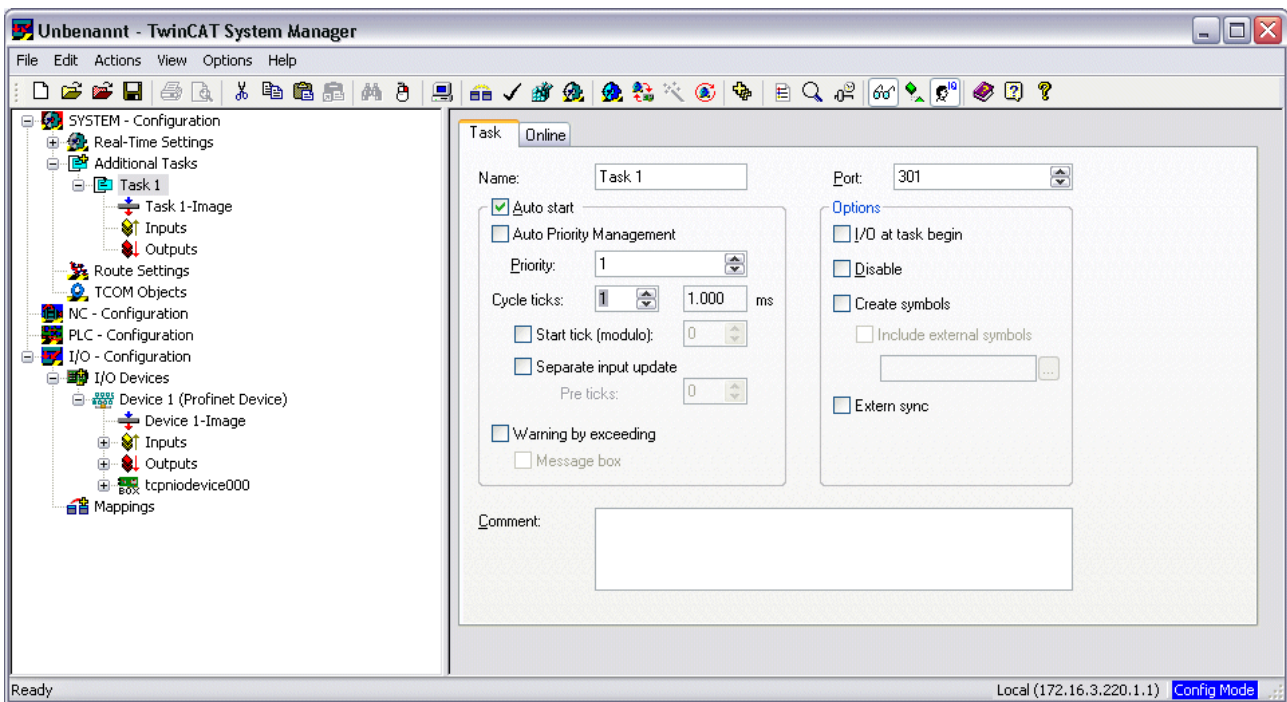 Unbenannt - TwinCAT System Manager
File Edit Actions View Options Help
SYSTEM - Configuration
Real-Time Settings
Additional Tasks
Task 1
Task 1-Image
Inputs
Outputs
Route Settings
TCOM Objects
NC - Configuration
PLC - Configuration
I/O - Configuration
I/O Devices
Device 1 (Profinet Device)
Device 1-Image
Inputs
Outputs
tcpniodevice000
Mappings
Task Online
Name: Task 1 Port: 301
Auto start
Auto Priority Management
Priority: 1
Cycle ticks: 1 1.000 ms
Start tick (modulo): 0
Separate input update
Pre ticks: 0
Warning by exceeding
Message box
Options
I/O at task begin
Disable
Create symbols
Include external symbols
...
Extern sync
Comment:
Ready Local (172.16.3.220.1.1) Config Mode